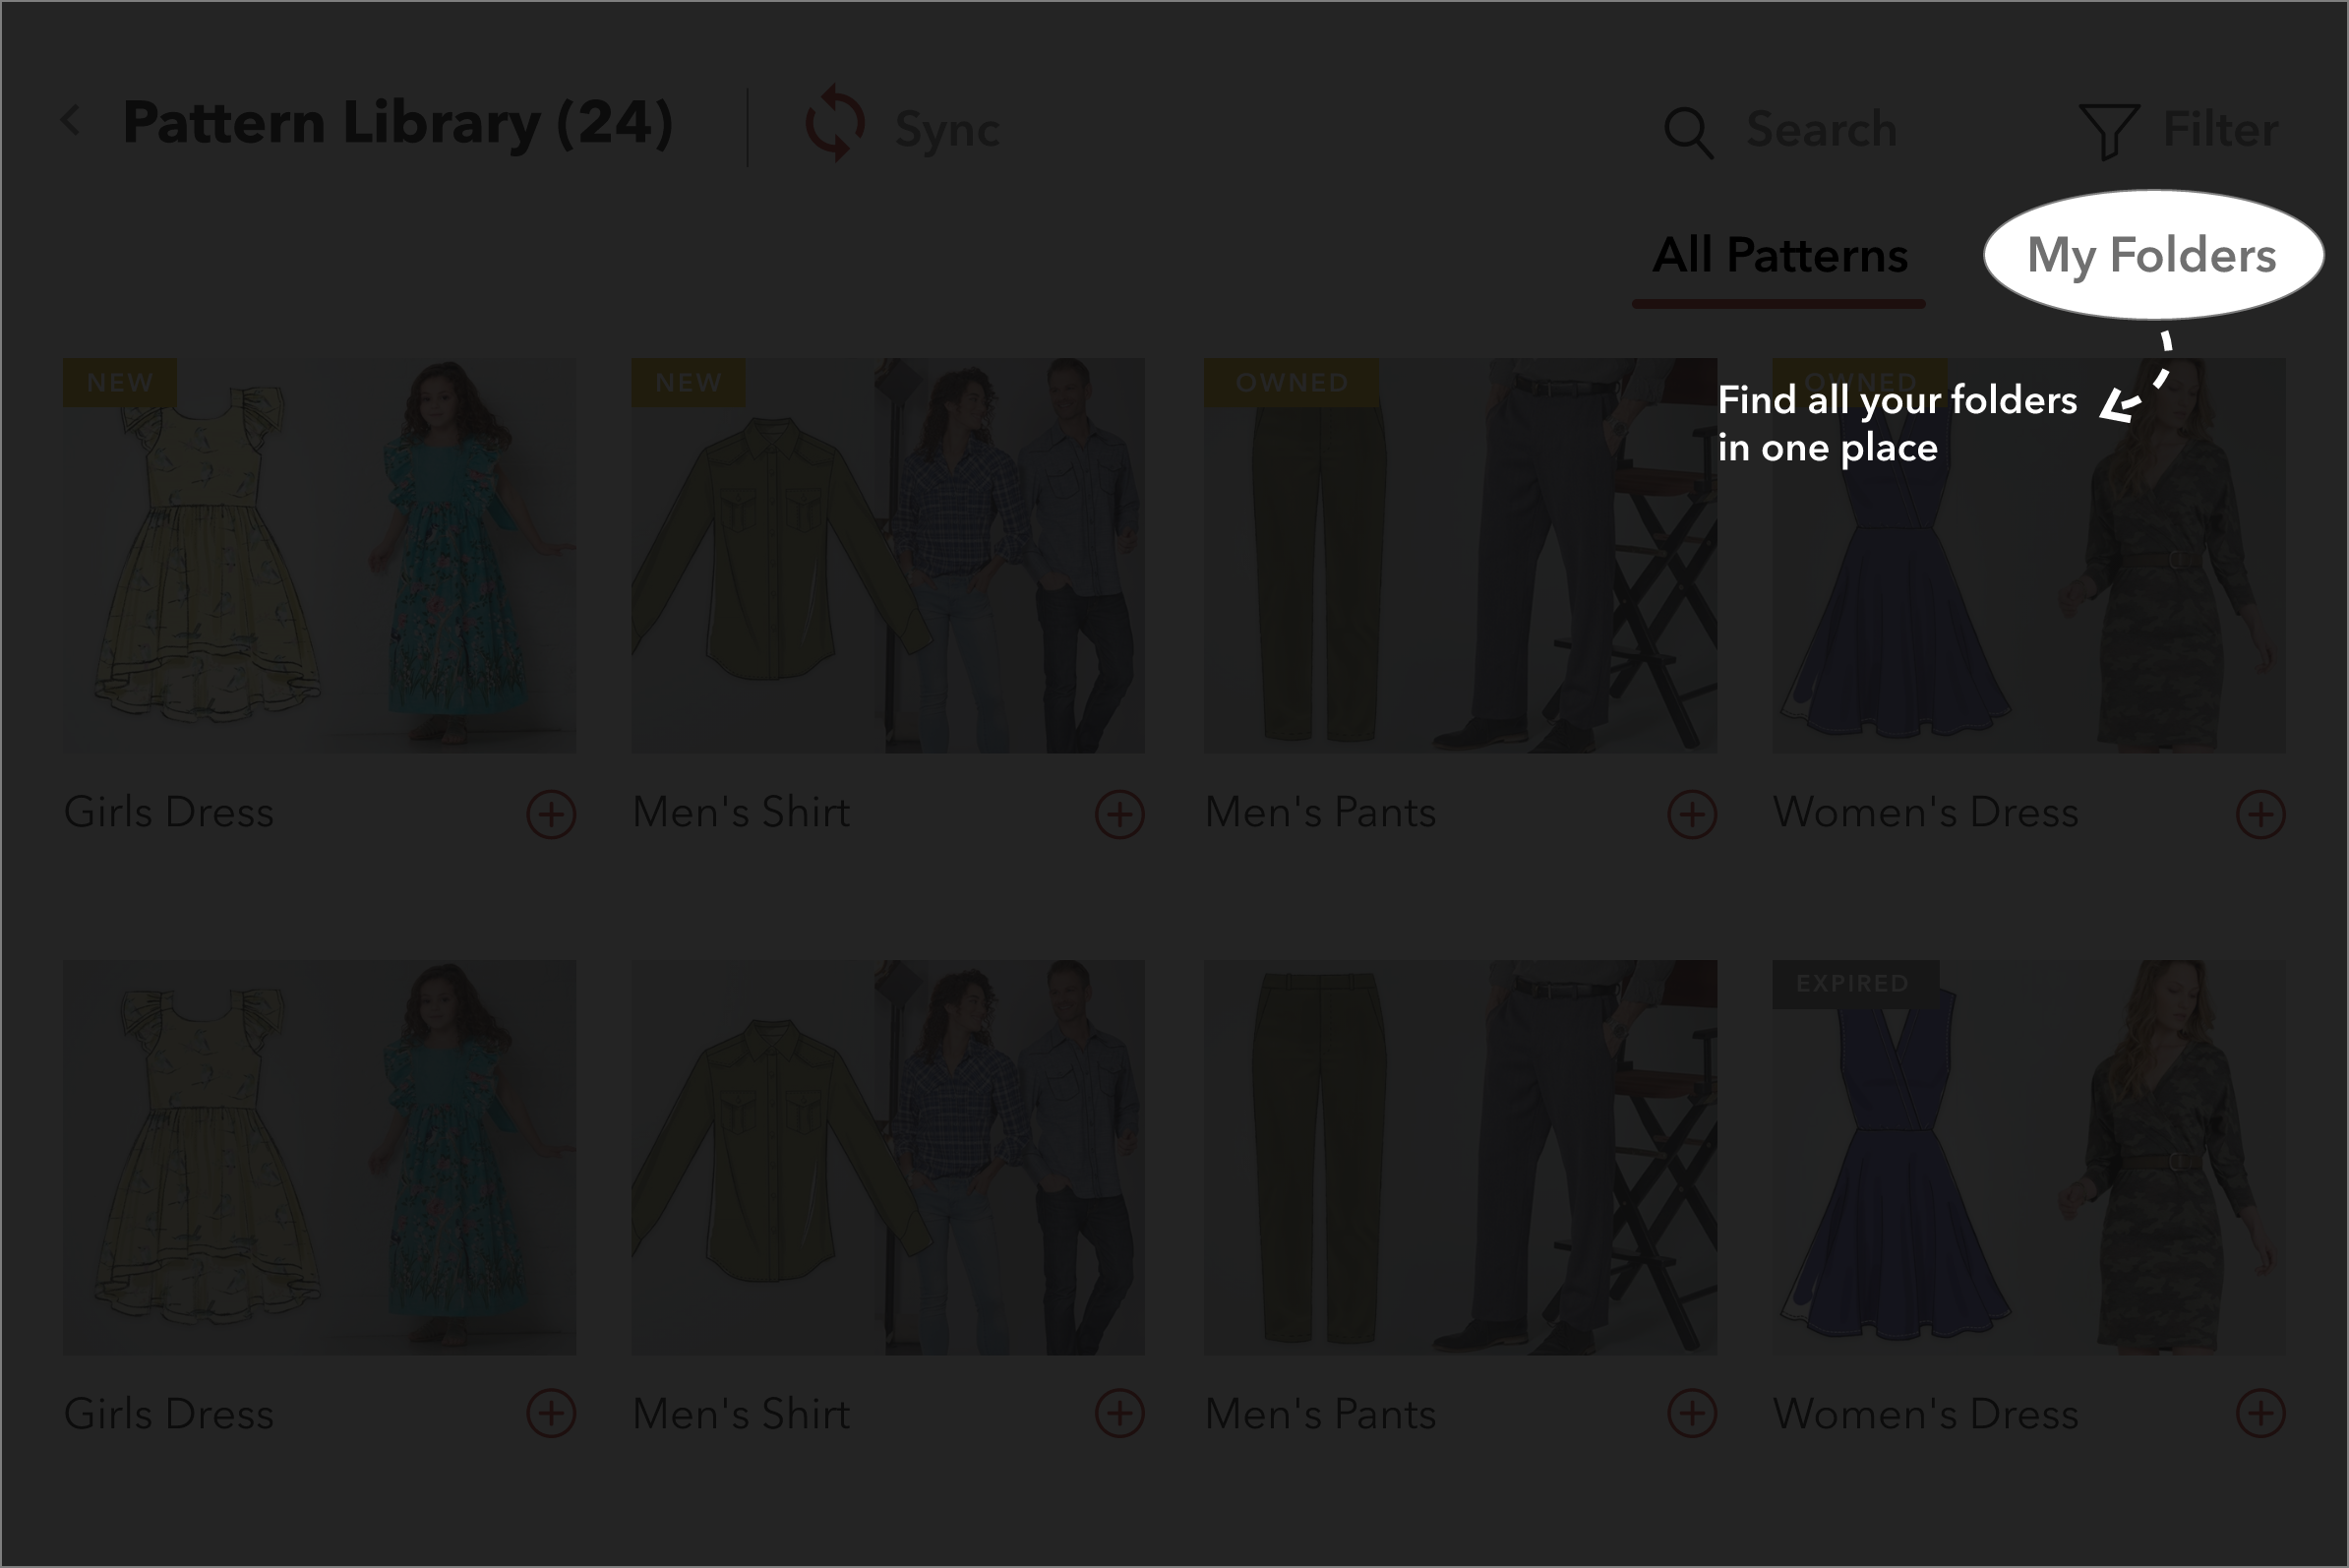 Pattern Library (24)
Sync
Search
Filter
All Patterns
My Folders
NEW
NEW
OWNED
OWNED
Find all your folders
in one place
Girls Dress
Men's Shirt
Men's Pants
Women's Dress
EXPIRED
Girls Dress
Men's Shirt
Men's Pants
Women's Dress